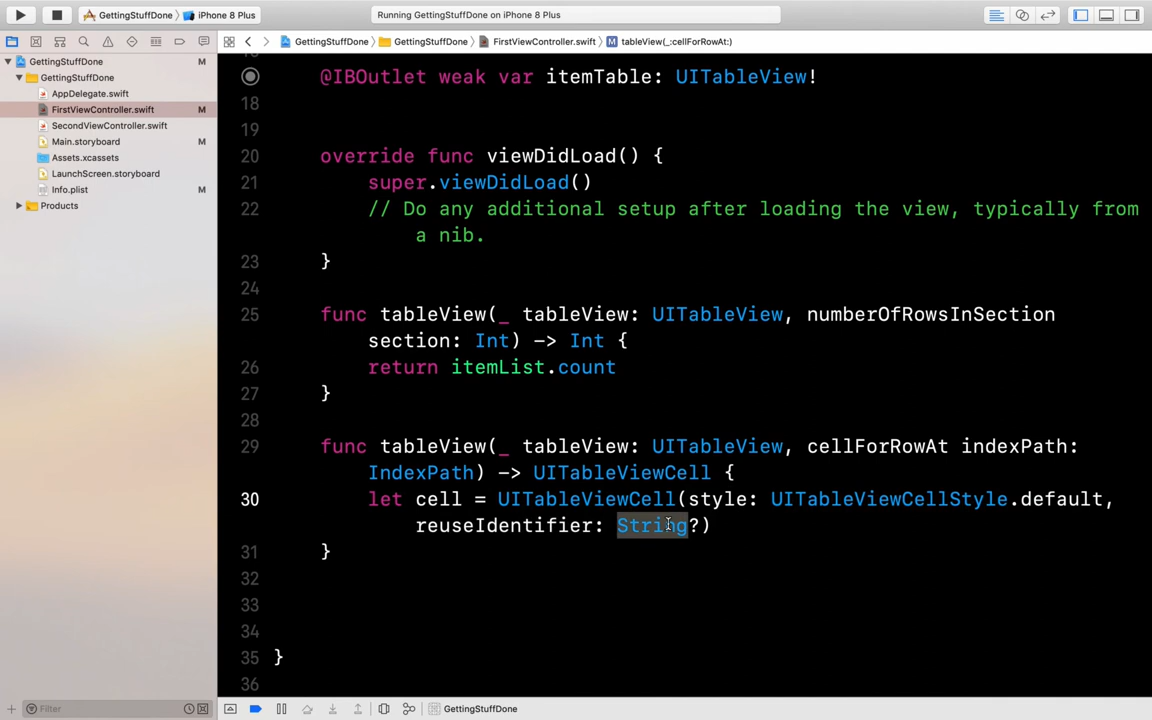 GettingStuffDone
iPhone 8 Plus
Running GettingStuffDone on iPhone 8 Plus
GettingStuffDone
GettingStuffDone
FirstViewController.swift
M
tableView(_:cellForRowAt:)
GettingStuffDone M
GettingStuffDone
AppDelegate.swift
FirstViewController.swift M
SecondViewController.swift
Main.storyboard M
Assets.xcassets
LaunchScreen.storyboard
Info.plist M
Products
@IBOutlet weak var itemTable: UITableView!
18
19
20 override func viewDidLoad() {
21 super.viewDidLoad()
22 // Do any additional setup after loading the view, typically from
a nib.
23 }
24
25 func tableView(_ tableView: UITableView, numberOfRowsInSection
section: Int) -> Int {
26 return itemList.count
27 }
28
29 func tableView(_ tableView: UITableView, cellForRowAt indexPath:
IndexPath) -> UITableViewCell {
30 let cell = UITableViewCell(style: UITableViewCellStyle.default,
reuseIdentifier: String?)
31 }
32
33
34
35 }
36
Filter
GettingStuffDone